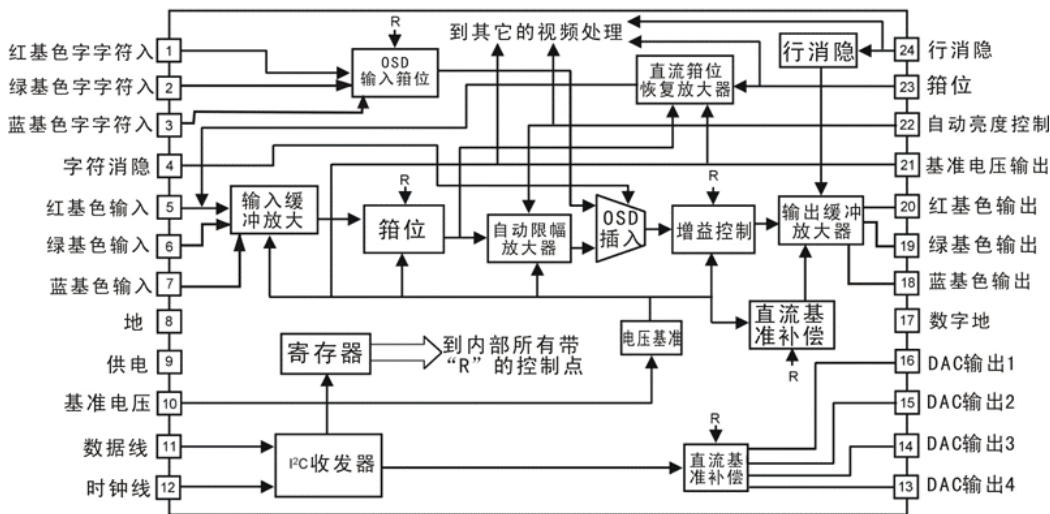 红基色字字符入 1
绿基色字字符入 2
蓝基色字字符入 3
字符消隐 4
红基色输入 5
绿基色输入 6
蓝基色输入 7
地 8
供电 9
基准电压 10
数据线 11
时钟线 12
R
OSD
输入箝位
到其它的视频处理
直流箝位
恢复放大器
行消隐
输入缓
冲放大
R
箝位
自动限幅
放大器
OSD
插入
R
增益控制
输出缓冲
放大器
寄存器
到内部所有带
“R”的控制点
电压基准
直流基
准补偿
R
I²C收发器
R
直流基
准补偿
24 行消隐
23 箝位
22 自动亮度控制
21 基准电压输出
20 红基色输出
19 绿基色输出
18 蓝基色输出
17 数字地
16 DAC输出1
15 DAC输出2
14 DAC输出3
13 DAC输出4